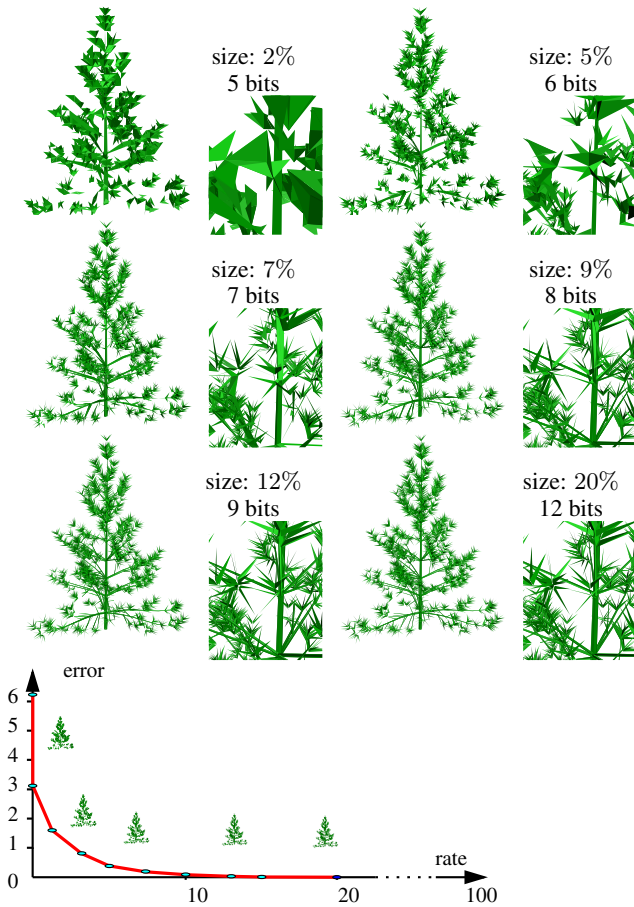 size: 2%
5 bits
size: 5%
6 bits
size: 7%
7 bits
size: 9%
8 bits
size: 12%
9 bits
size: 20%
12 bits
error
6
5
4
3
2
1
0
rate
10
20
100